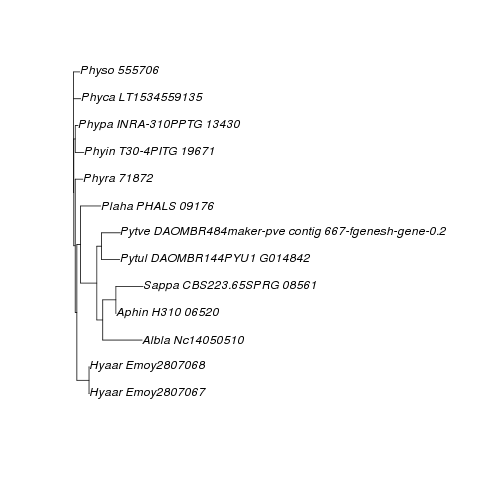 Physo 555706
Phyca LT1534559135
Phypa INRA-310PPTG 13430
Phyin T30-4PITG 19671
Phyra 71872
Plaha PHALS 09176
Pytve DAOMBR484maker-pve contig 667-fgenesh-gene-0.2
Pytul DAOMBR144PYU1 G014842
Sappa CBS223.65SPRG 08561
Aphin H310 06520
Albla Nc14050510
Hyaar Emoy2807068
Hyaar Emoy2807067